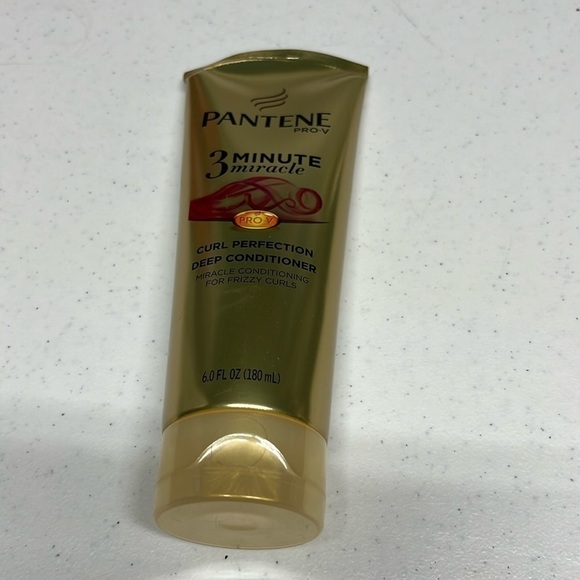 PANTENE
PRO-V
3 MINUTE
miracle
PRO-V
CURL PERFECTION
DEEP CONDITIONER
MIRACLE CONDITIONING
FOR FRIZZY CURLS
6.0 FL OZ (180 mL)